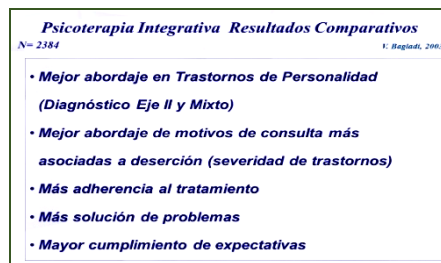 Psicoterapia Integrativa Resultados Comparativos
N= 2384
V. Bagladi, 2003
• Mejor abordaje en Trastornos de Personalidad
(Diagnóstico Eje II y Mixto)
• Mejor abordaje de motivos de consulta más
asociadas a deserción (severidad de trastornos)
• Más adherencia al tratamiento
• Más solución de problemas
• Mayor cumplimiento de expectativas